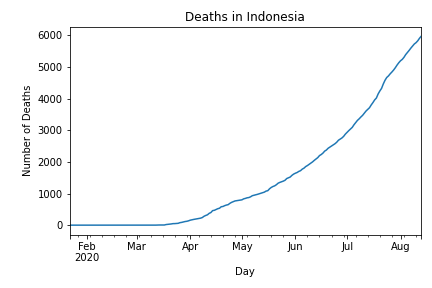 Deaths in Indonesia
Number of Deaths
6000
5000
4000
3000
2000
1000
0
Feb
2020
Mar
Apr
May
Jun
Jul
Aug
Day